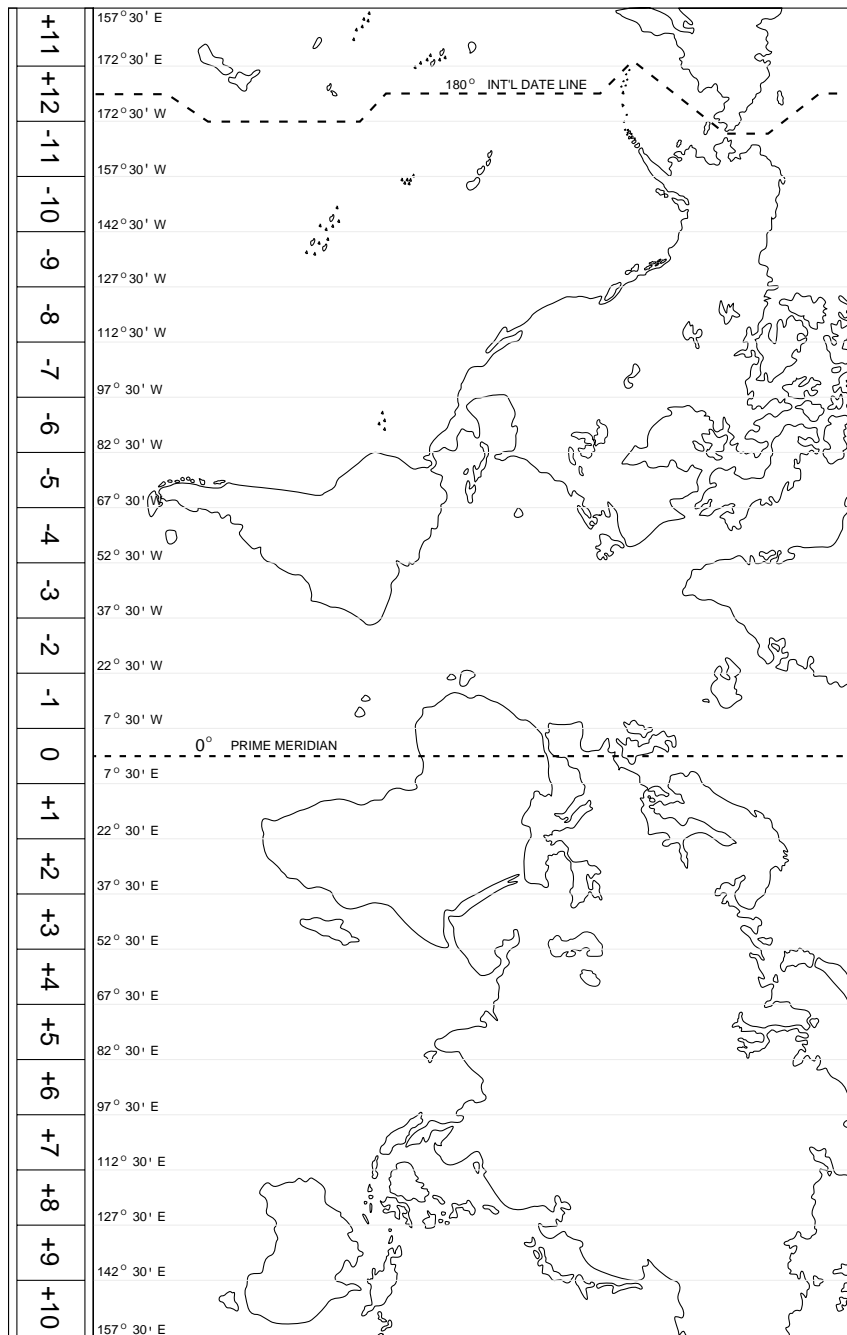 +11
+12
-11
-10
-9
-8
-7
-6
-5
-4
-3
-2
-1
0
+1
+2
+3
+4
+5
+6
+7
+8
+9
+10
157° 30' E
172° 30' E
180° INT'L DATE LINE
172° 30' W
157° 30' W
142° 30' W
127° 30' W
112° 30' W
97° 30' W
82° 30' W
67° 30' W
52° 30' W
37° 30' W
22° 30' W
7° 30' W
0° PRIME MERIDIAN
7° 30' E
22° 30' E
37° 30' E
52° 30' E
67° 30' E
82° 30' E
97° 30' E
112° 30' E
127° 30' E
142° 30' E
157° 30' E